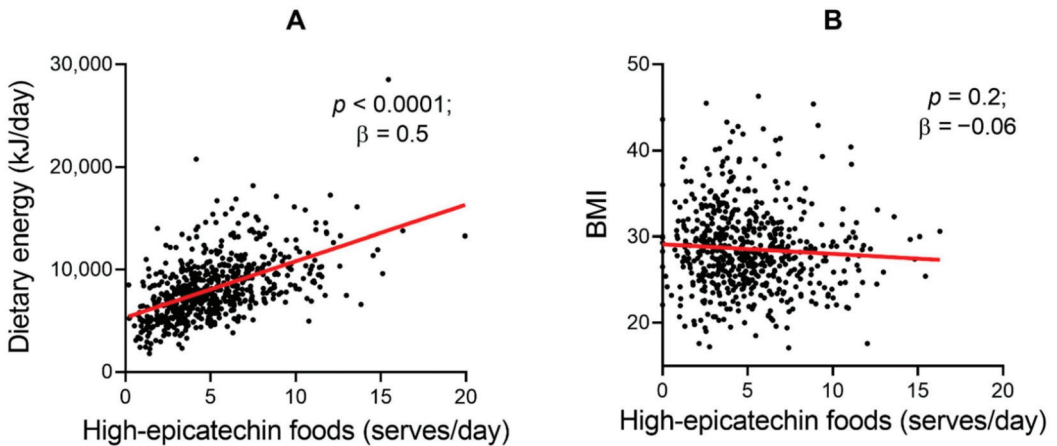 A
Dietary energy (kJ/day)
30,000
20,000
10,000
0
p < 0.0001;
β = 0.5
0 5 10 15 20
High-epicatechin foods (serves/day)
B
BMI
50
40
30
20
p = 0.2;
β = −0.06
0 5 10 15 20
High-epicatechin foods (serves/day)